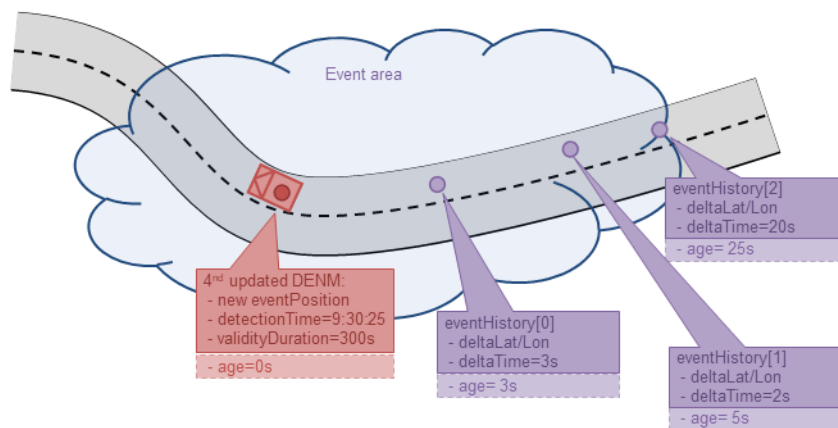 Event area
eventHistory[2]
- deltaLat/Lon
- deltaTime=20s
- age= 25s
4nd updated DENM:
- new eventPosition
- detectionTime=9:30:25
- validityDuration=300s
- age=0s
eventHistory[0]
- deltaLat/Lon
- deltaTime=3s
- age= 3s
eventHistory[1]
- deltaLat/Lon
- deltaTime=2s
- age= 5s